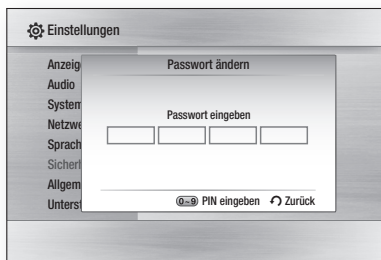 Einstellungen
Anzeig
Passwort ändern
Audio
System
Passwort eingeben
Netzwe
Sprach
Sicherh
Allgem
Unterst
0~9 PIN eingeben Zurück